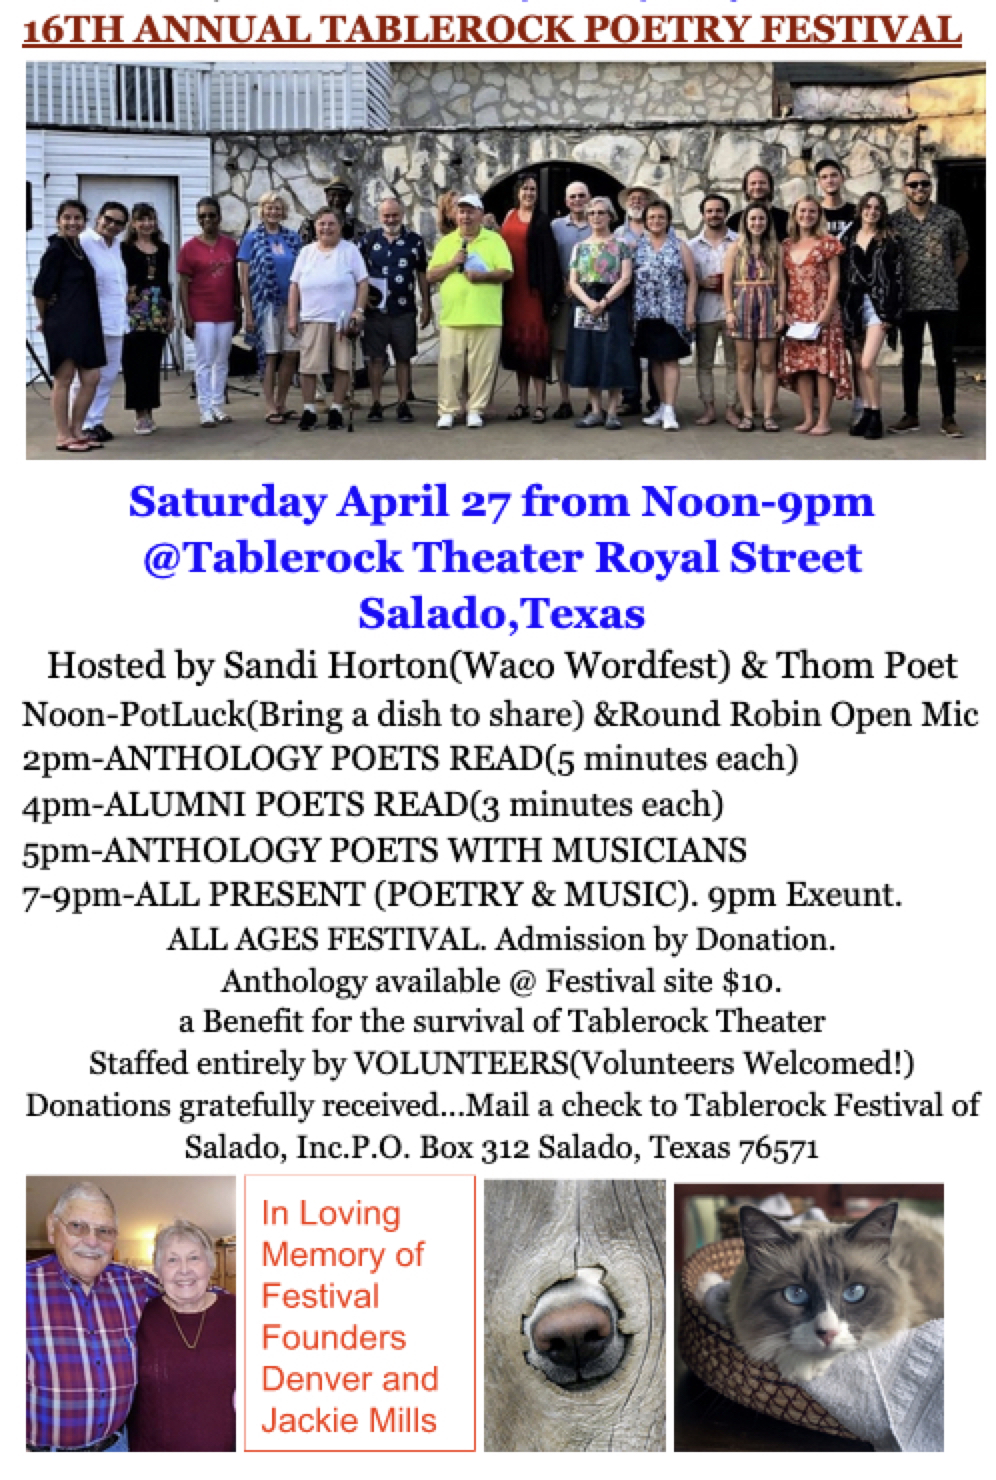 16TH ANNUAL TABLEROCK POETRY FESTIVAL
Saturday April 27 from Noon-9pm
@Tablerock Theater Royal Street
Salado,Texas
Hosted by Sandi Horton(Waco Wordfest) & Thom Poet
Noon-PotLuck(Bring a dish to share) &Round Robin Open Mic
2pm-ANTHOLOGY POETS READ(5 minutes each)
4pm-ALUMNI POETS READ(3 minutes each)
5pm-ANTHOLOGY POETS WITH MUSICIANS
7-9pm-ALL PRESENT (POETRY & MUSIC). 9pm Exeunt.
ALL AGES FESTIVAL. Admission by Donation.
Anthology available @ Festival site $10.
a Benefit for the survival of Tablerock Theater
Staffed entirely by VOLUNTEERS(Volunteers Welcomed!)
Donations gratefully received...Mail a check to Tablerock Festival of
Salado, Inc.P.O. Box 312 Salado, Texas 76571
In Loving
Memory of
Festival
Founders
Denver and
Jackie Mills